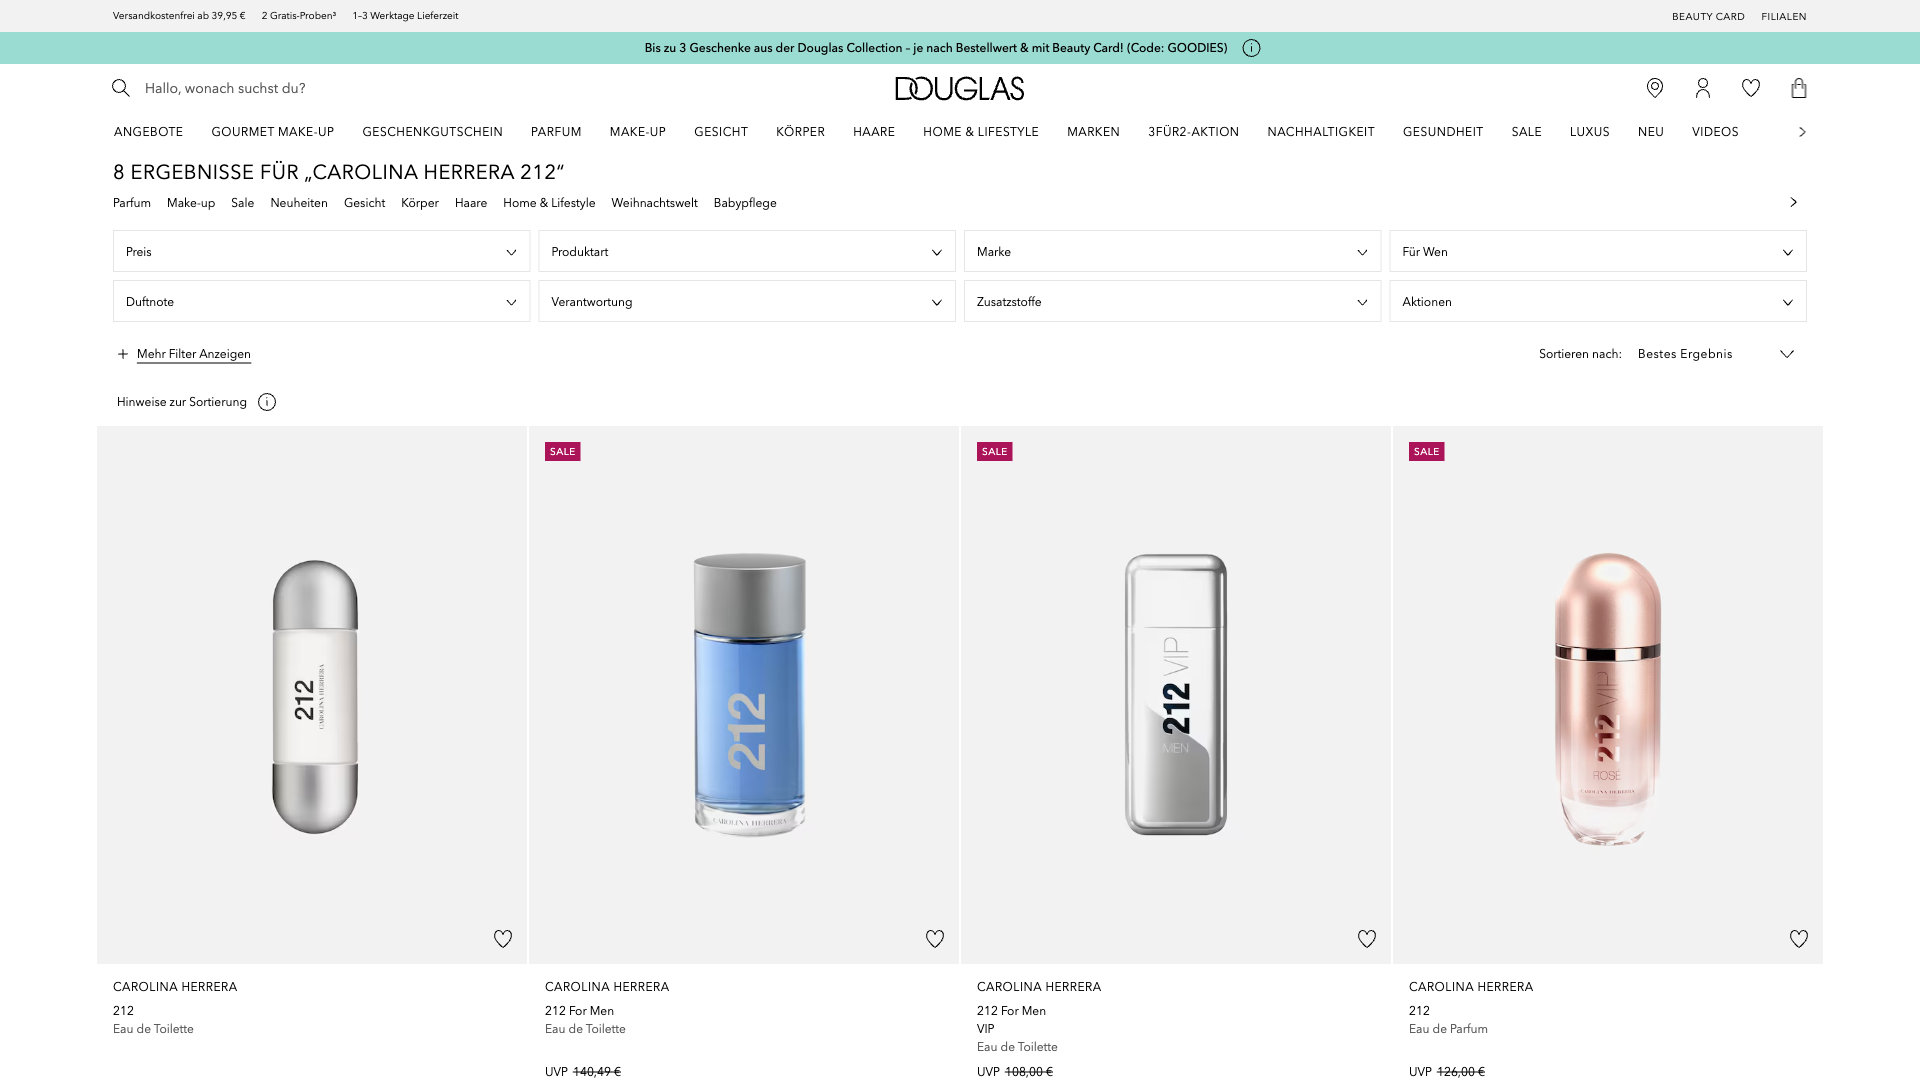 Versandkostenfrei ab 39,95 € 2 Gratis-Proben³ 1–3 Werktage Lieferzeit BEAUTY CARD FILIALEN
Bis zu 3 Geschenke aus der Douglas Collection – je nach Bestellwert & mit Beauty Card! (Code: GOODIES)
Hallo, wonach suchst du? DOUGLAS
ANGEBOTE GOURMET MAKE-UP GESCHENKGUTSCHEIN PARFUM MAKE-UP GESICHT KÖRPER HAARE HOME & LIFESTYLE MARKEN 3FÜR2-AKTION NACHHALTIGKEIT GESUNDHEIT SALE LUXUS NEU VIDEOS
8 ERGEBNISSE FÜR „CAROLINA HERRERA 212“
Parfum Make-up Sale Neuheiten Gesicht Körper Haare Home & Lifestyle Weihnachtswelt Babypflege
Preis Produktart Marke Für Wen
Duftnote Verantwortung Zusatzstoffe Aktionen
Mehr Filter Anzeigen Sortieren nach: Bestes Ergebnis
Hinweise zur Sortierung
SALE SALE SALE
212 CAROLINA HERRERA
212 CAROLINA HERRERA
212 VIP MEN
212 VIP ROSÉ CAROLINA HERRERA
CAROLINA HERRERA CAROLINA HERRERA CAROLINA HERRERA CAROLINA HERRERA
212 212 For Men 212 For Men 212
Eau de Toilette Eau de Toilette VIP Eau de Parfum
Eau de Toilette
UVP 140,49 € UVP 108,00 € UVP 126,00 €